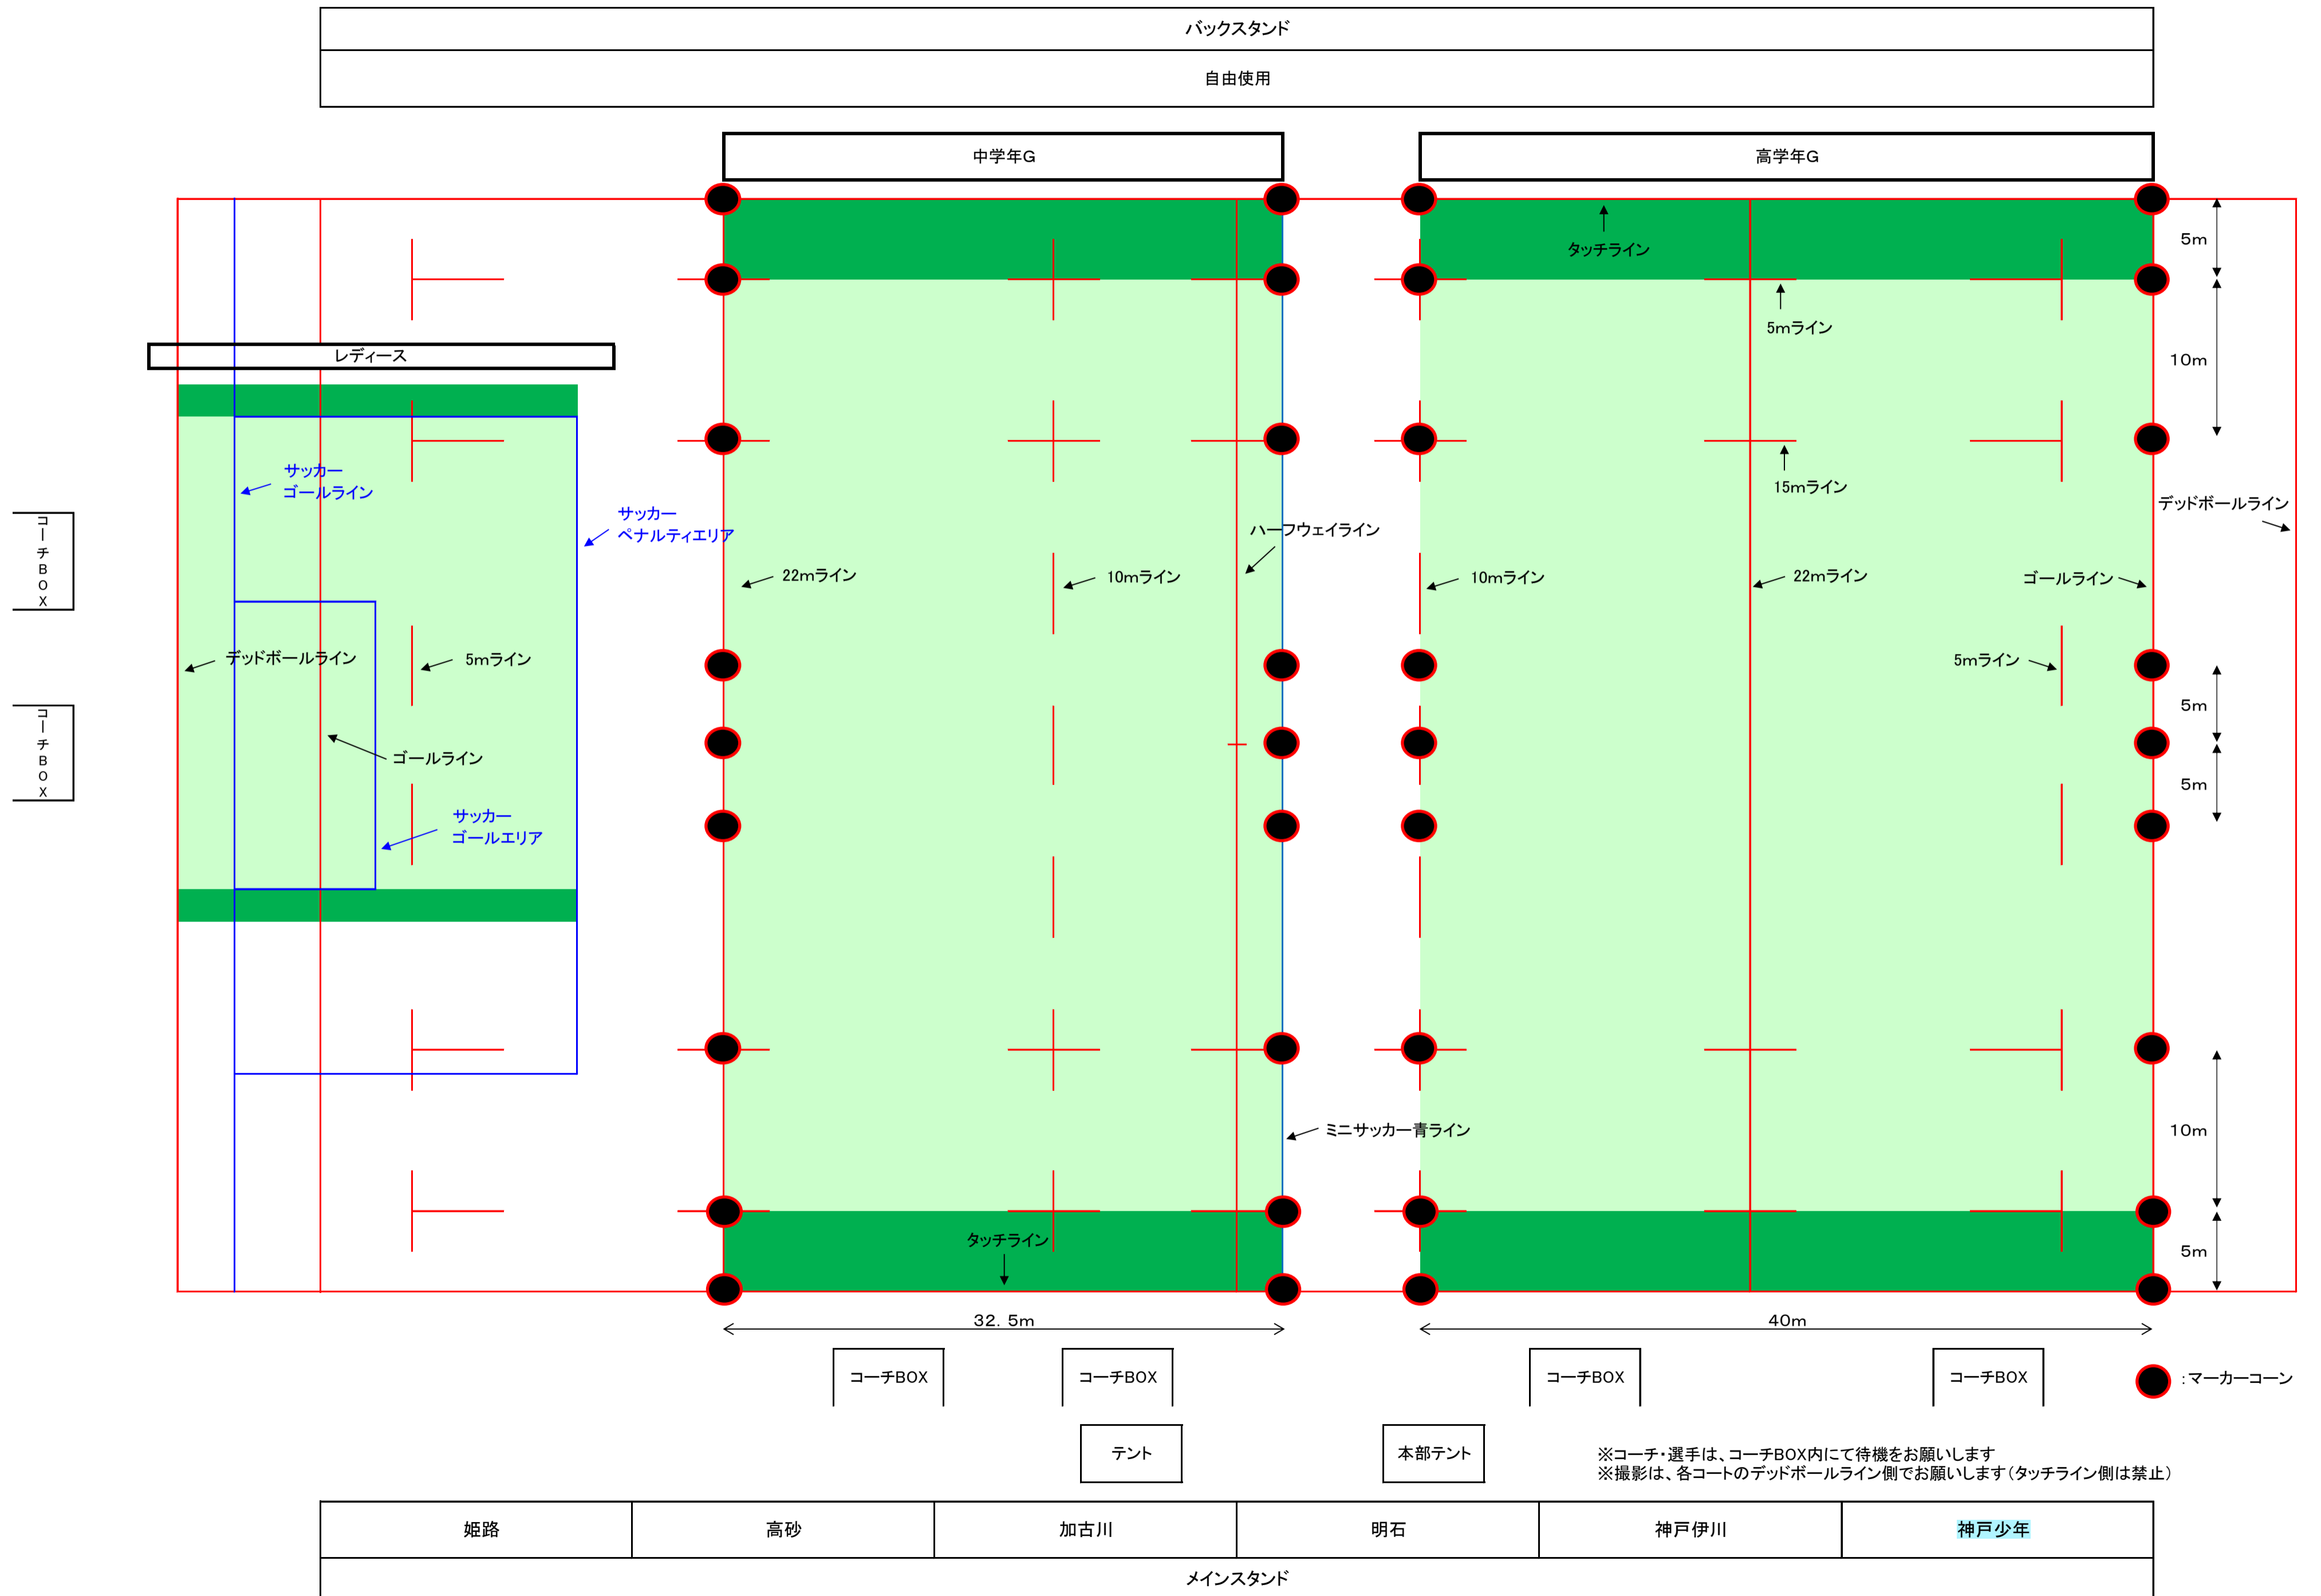 バックスタンド
自由使用
中学年G
高学年G
タッチライン
5m
5mライン
レディース
10m
サッカー
ゴールライン
15mライン
サッカー
ペナルティエリア
デッドボールライン
ハーフウェイライン
コーチBOX
22mライン
10mライン
10mライン
22mライン
ゴールライン
デッドボールライン
5mライン
5mライン
5m
コーチBOX
ゴールライン
5m
サッカー
ゴールエリア
ミニサッカー青ライン
10m
タッチライン
5m
32.5m
40m
コーチBOX
コーチBOX
コーチBOX
コーチBOX
:マーカーコーン
テント
本部テント
※コーチ・選手は、コーチBOX内にて待機をお願いします
※撮影は、各コートのデッドボールライン側でお願いします(タッチライン側は禁止)
姫路
高砂
加古川
明石
神戸伊川
神戸少年
メインスタンド